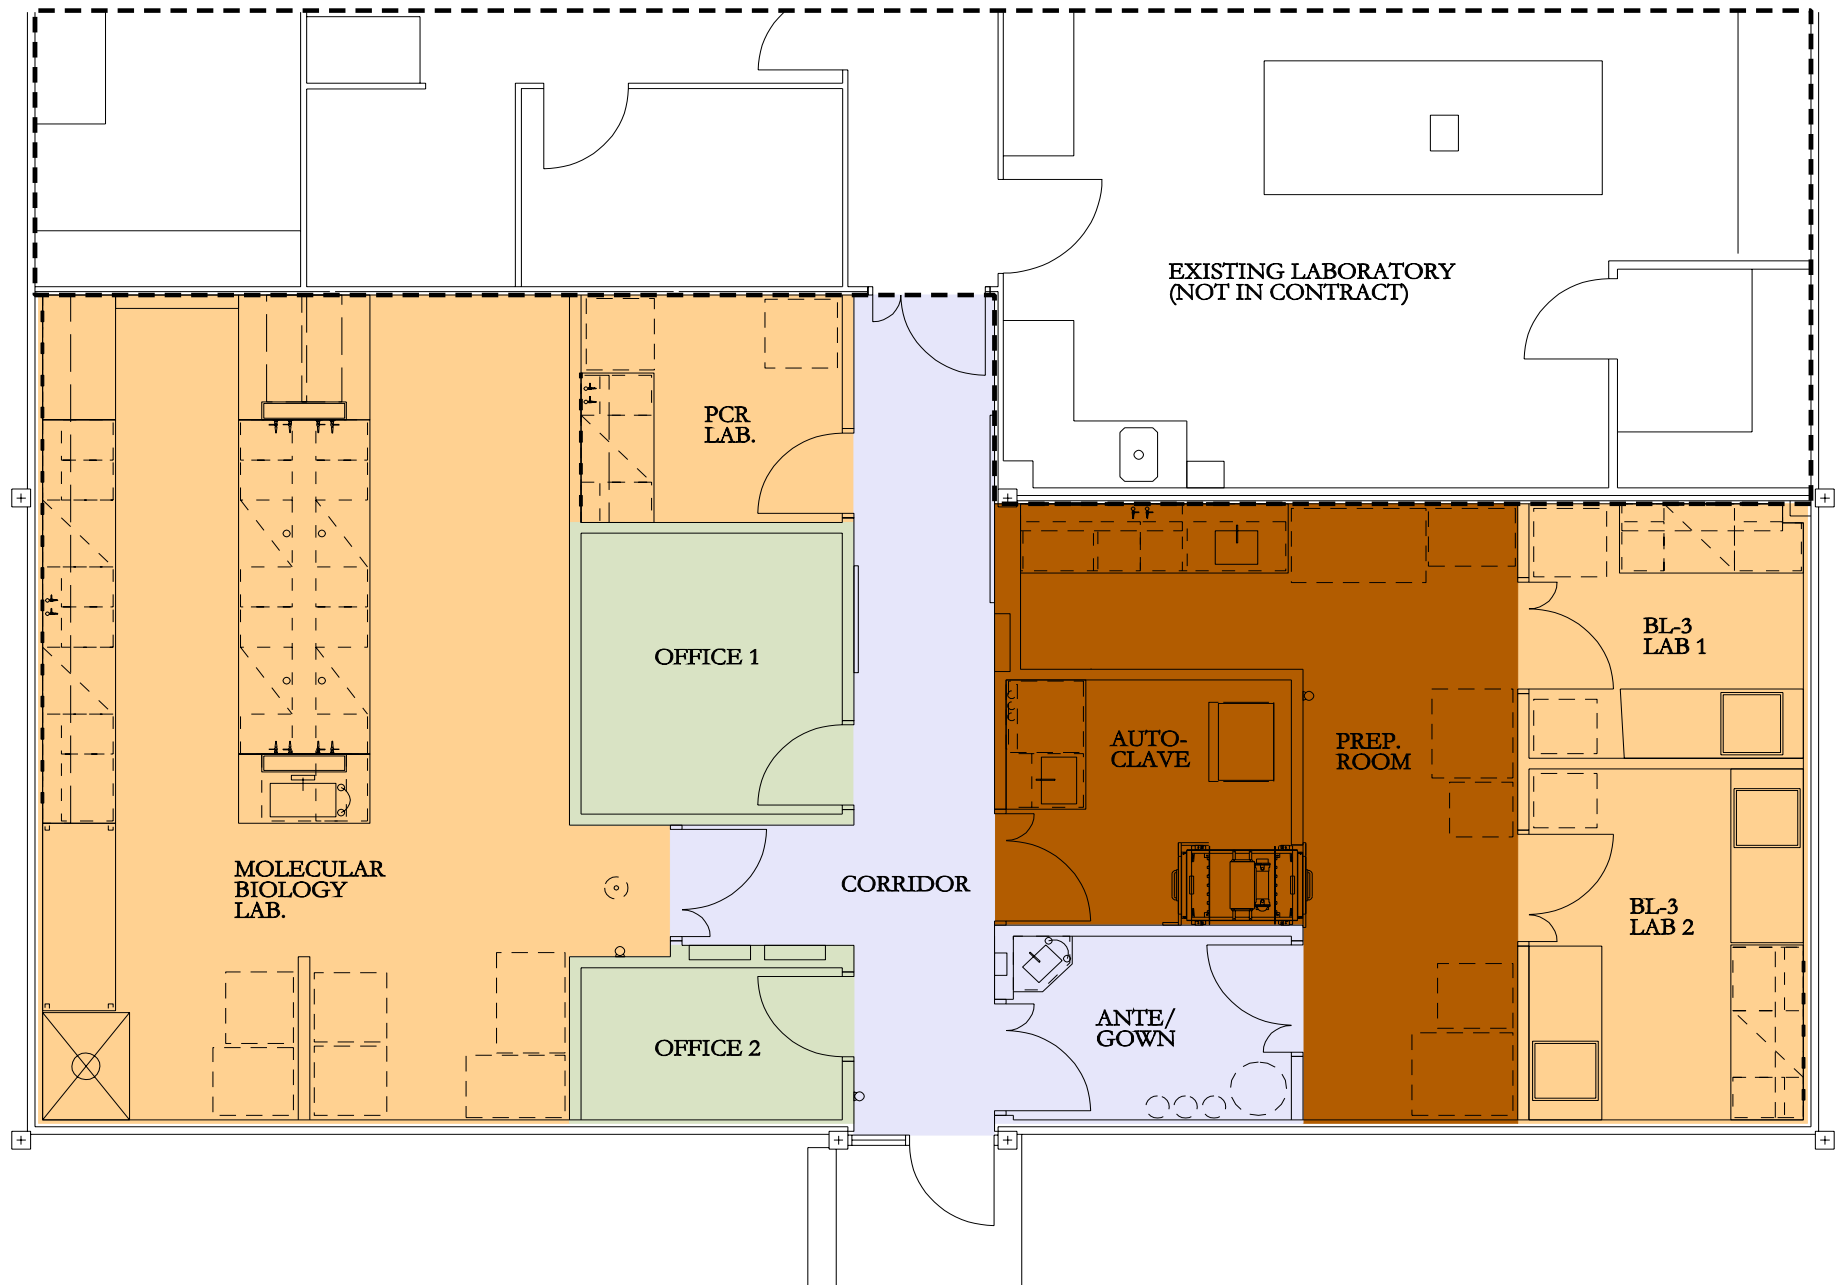 EXISTING LABORATORY
(NOT IN CONTRACT)
PCR
LAB.
OFFICE 1
BL-3
LAB 1
AUTO-
CLAVE
PREP.
ROOM
MOLECULAR
BIOLOGY
LAB.
CORRIDOR
BL-3
LAB 2
ANTE/
GOWN
OFFICE 2